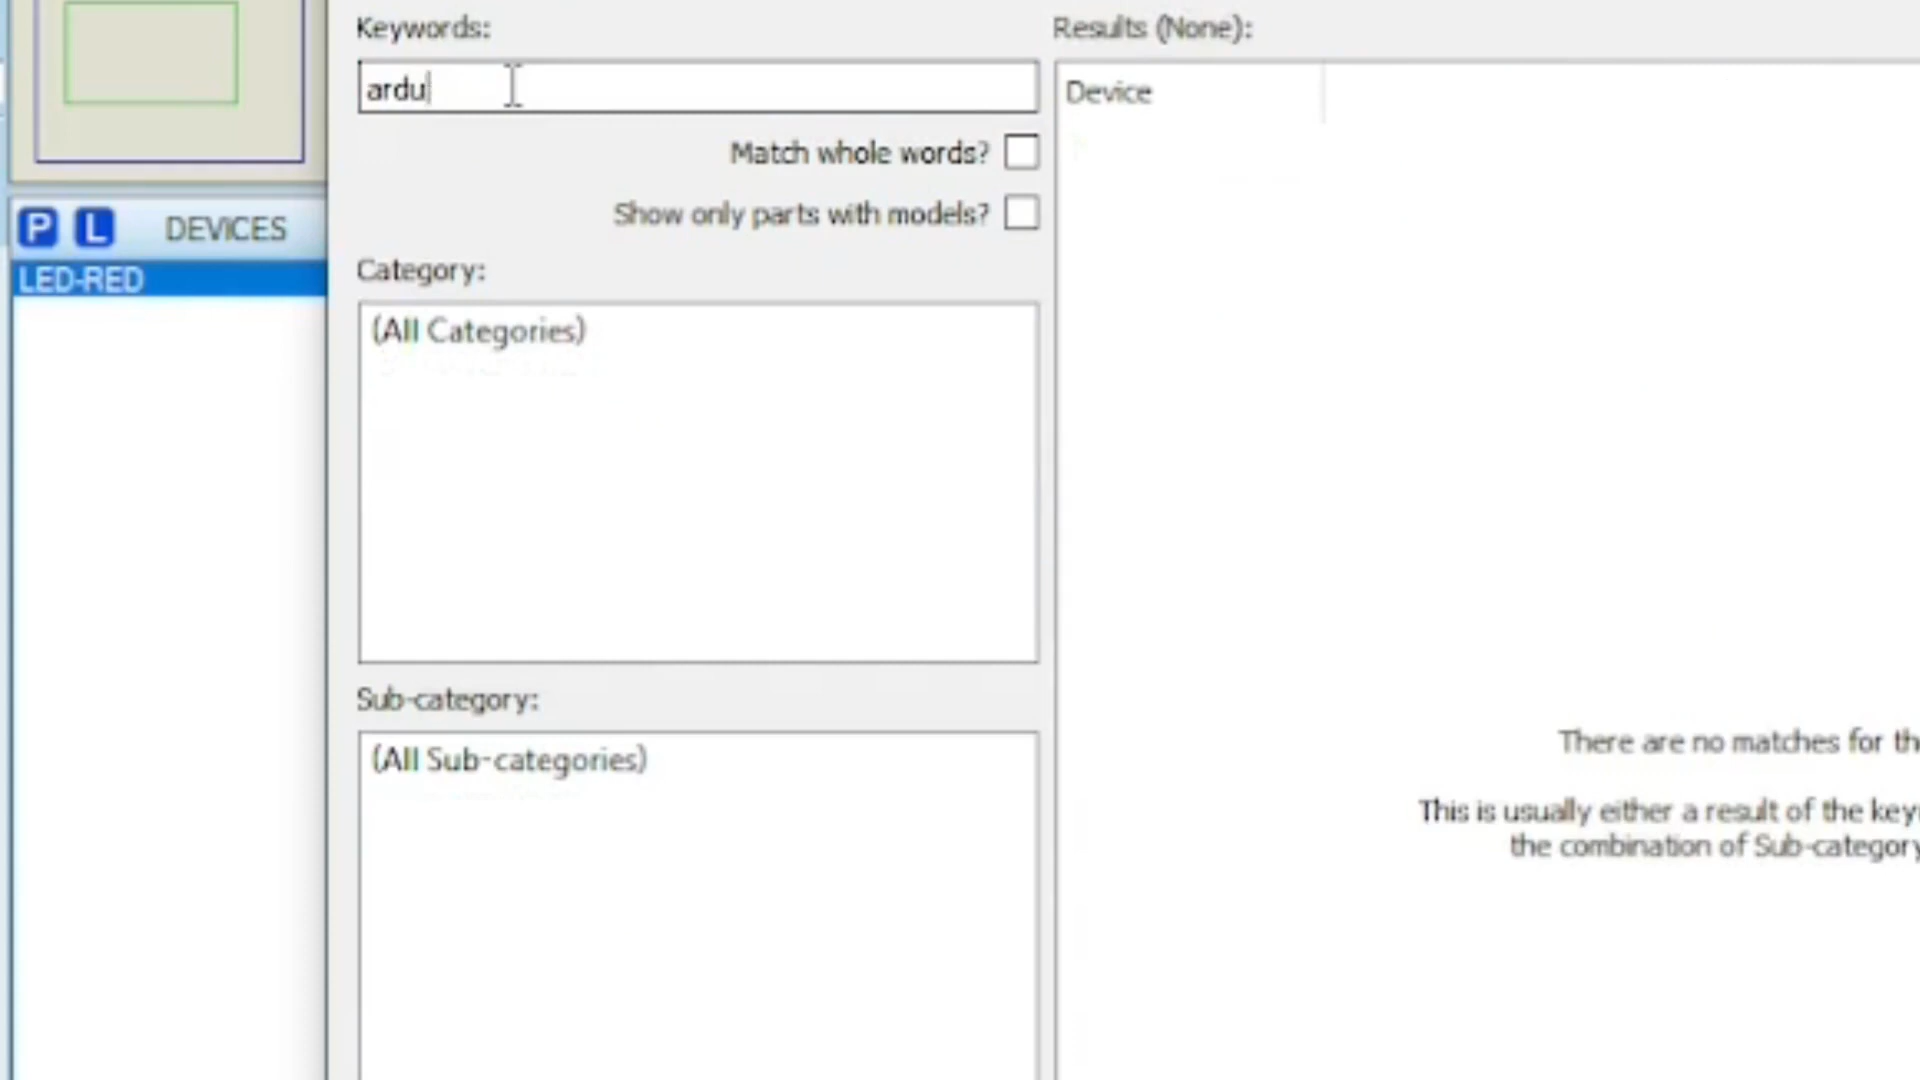 Keywords:
ardu
Match whole words?
Show only parts with models?
Category:
(All Categories)
Sub-category:
(All Sub-categories)
P L DEVICES
LED-RED
Results (None):
Device
There are no matches for th
This is usually either a result of the key
the combination of Sub-category